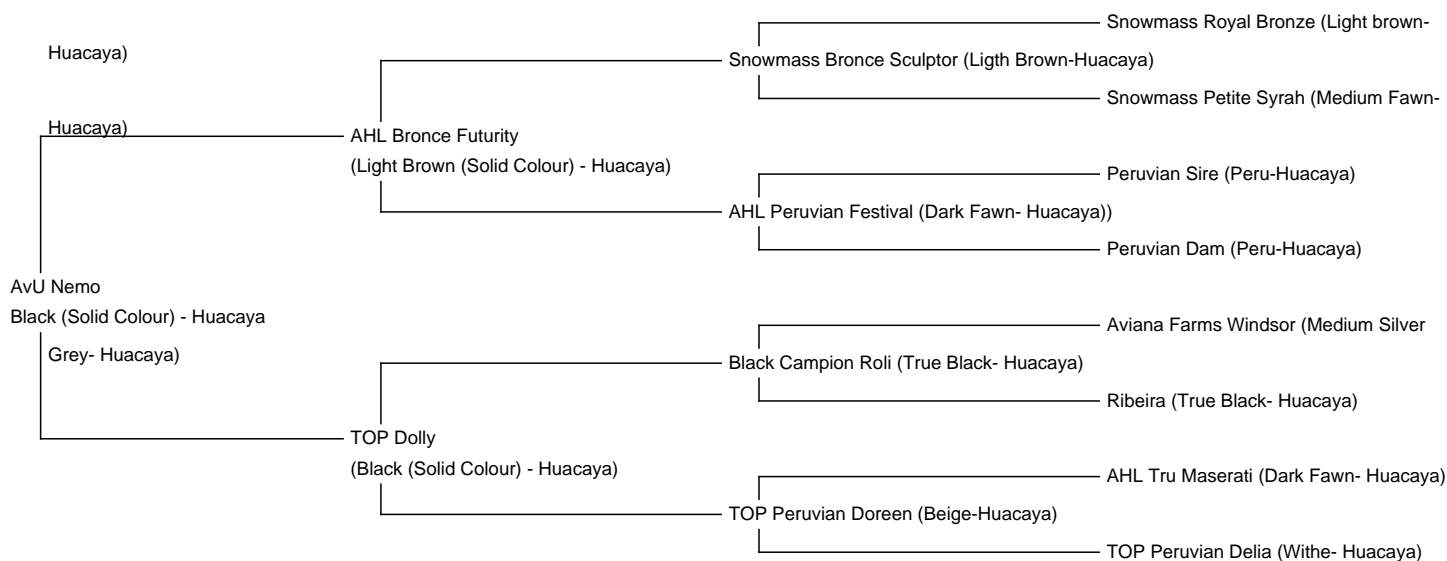 Snowmass Royal Bronze (Light brown-
Huacaya)
Snowmass Bronce Sculptor (Ligth Brown-Huacaya)
Snowmass Petite Syrah (Medium Fawn-
Huacaya)
AHL Bronce Futurity
(Light Brown (Solid Colour) - Huacaya)
Peruvian Sire (Peru-Huacaya)
AHL Peruvian Festival (Dark Fawn- Huacaya))
Peruvian Dam (Peru-Huacaya)
AvU Nemo
Black (Solid Colour) - Huacaya
Aviana Farms Windsor (Medium Silver
Grey- Huacaya)
Black Campion Roli (True Black- Huacaya)
Ribeira (True Black- Huacaya)
TOP Dolly
(Black (Solid Colour) - Huacaya)
AHL Tru Maserati (Dark Fawn- Huacaya)
TOP Peruvian Doreen (Beige-Huacaya)
TOP Peruvian Delia (Withe- Huacaya)